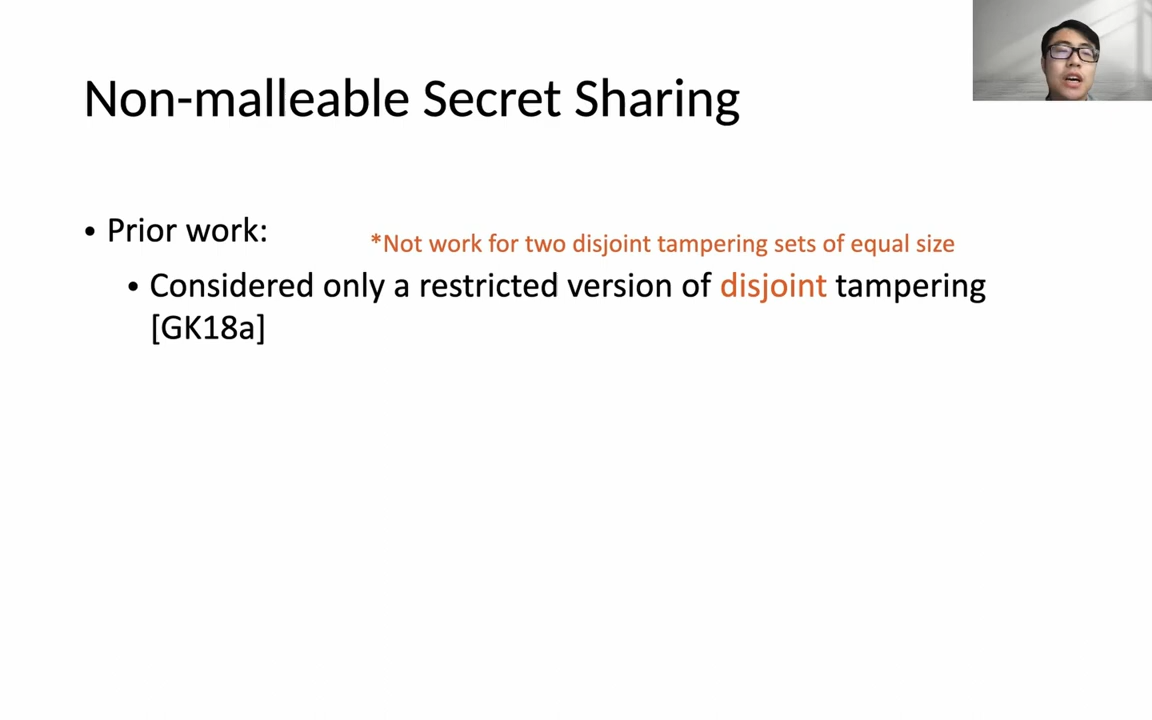 Non-malleable Secret Sharing
• Prior work:
*Not work for two disjoint tampering sets of equal size
• Considered only a restricted version of disjoint tampering
[GK18a]